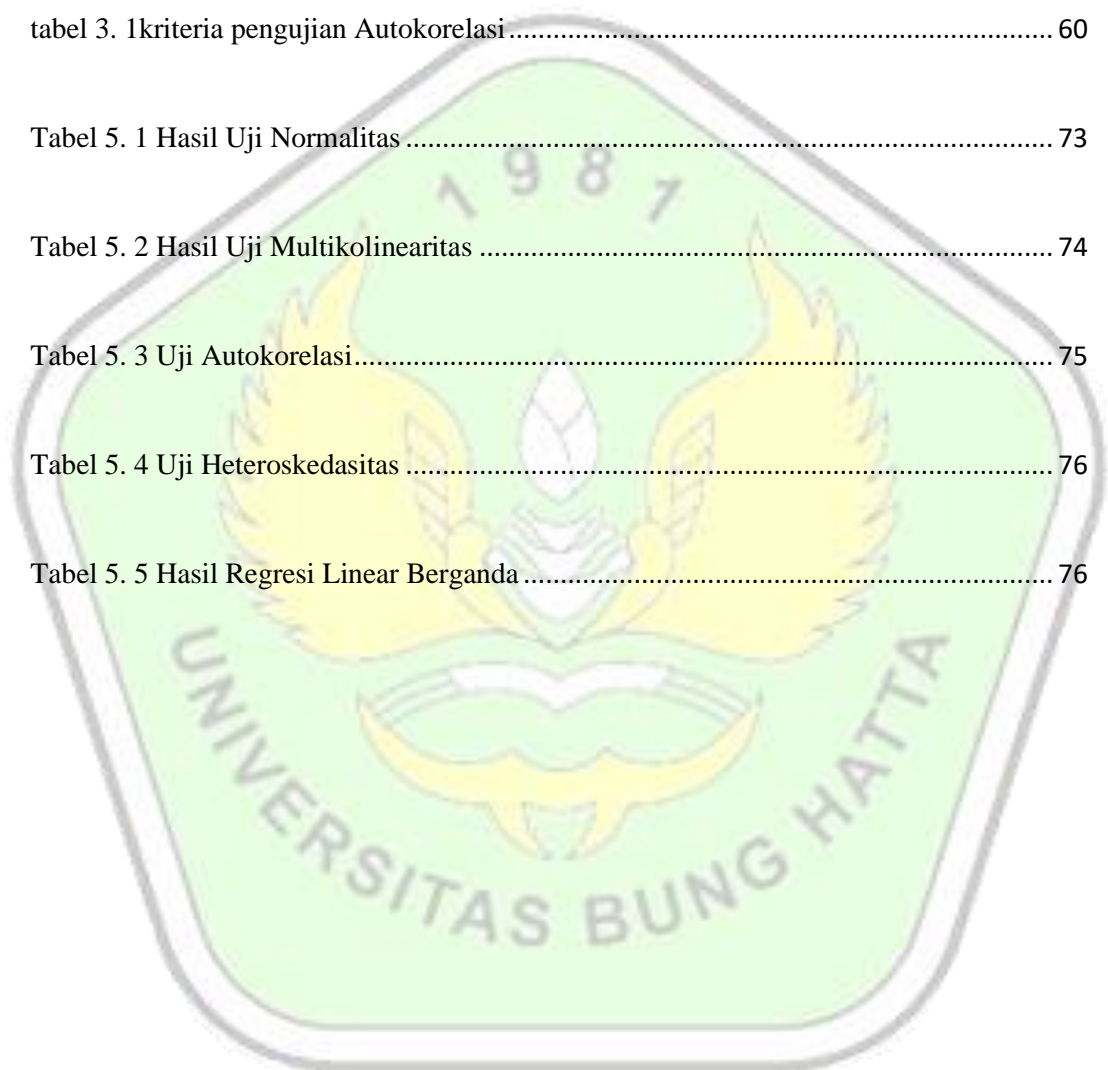 tabel 3. 1kriteria pengujian Autokorelasi.......................................................................... 60
Tabel 5. 1 Hasil Uji Normalitas........................................................................................ 73
1981
Tabel 5. 2 Hasil Uji Multikolinearitas .............................................................................. 74
Tabel 5. 3 Uji Autokorelasi............................................................................................... 75
Tabel 5. 4 Uji Heteroskedasitas ........................................................................................ 76
Tabel 5. 5 Hasil Regresi Linear Berganda ........................................................................ 76
UNIVERSITAS BUNG HATTA